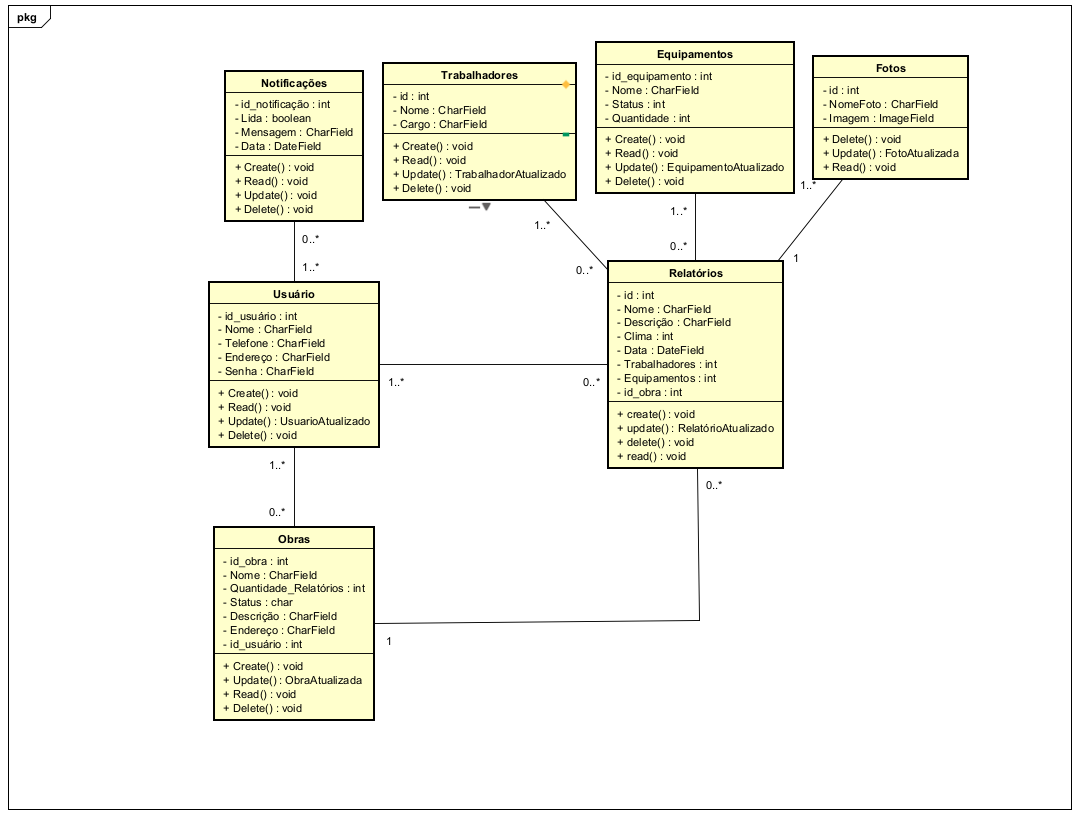 pkg
Notificações
- id_notificação : int
- Lida : boolean
- Mensagem : CharField
- Data : DateField
+ Create() : void
+ Read() : void
+ Update() : void
+ Delete() : void
Trabalhadores
- id : int
- Nome : CharField
- Cargo : CharField
+ Create() : void
+ Read() : void
+ Update() : TrabalhadorAtualizado
+ Delete() : void
Equipamentos
- id_equipamento : int
- Nome : CharField
- Status : int
- Quantidade : int
+ Create() : void
+ Read() : void
+ Update() : EquipamentoAtualizado
+ Delete() : void
Fotos
- id : int
- NomeFoto : CharField
- Imagem : ImageField
+ Delete() : void
+ Update() : FotoAtualizada
+ Read() : void
0..*
1..*
1..*
0..*
1..*
0..*
1..*
1
Usuário
- id_usuário : int
- Nome : CharField
- Telefone : CharField
- Endereço : CharField
- Senha : CharField
+ Create() : void
+ Read() : void
+ Update() : UsuarioAtualizado
+ Delete() : void
1..*
0..*
Relatórios
- id : int
- Nome : CharField
- Descrição : CharField
- Clima : int
- Data : DateField
- Trabalhadores : int
- Equipamentos : int
- id_obra : int
+ create() : void
+ update() : RelatórioAtualizado
+ delete() : void
+ read() : void
1..*
0..*
0..*
Obras
- id_obra : int
- Nome : CharField
- Quantidade_Relatórios : int
- Status : char
- Descrição : CharField
- Endereço : CharField
- id_usuário : int
+ Create() : void
+ Update() : ObraAtualizada
+ Read() : void
+ Delete() : void
1